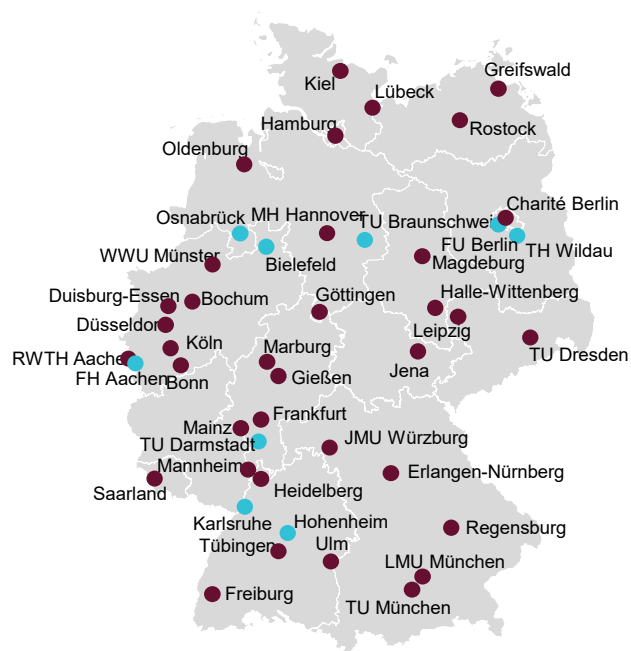 Greifswald
Kiel
Lübeck
Hamburg
Rostock
Oldenburg
Charité Berlin
Osnabrück
MH Hannover
TU Braunschwei
FU Berlin
TH Wildau
WWU Münster
Bielefeld
Magdeburg
Duisburg-Essen
Bochum
Göttingen
Halle-Wittenberg
Düsseldor
Leipzig
Köln
Marburg
TU Dresden
RWTH Aache
FH Aachen
Bonn
Gießen
Jena
Frankfurt
Mainz
TU Darmstadt
JMU Würzburg
Mannheim
Erlangen-Nürnberg
Saarland
Heidelberg
Karlsruhe
Hohenheim
Regensburg
Tübingen
Ulm
LMU München
Freiburg
TU München